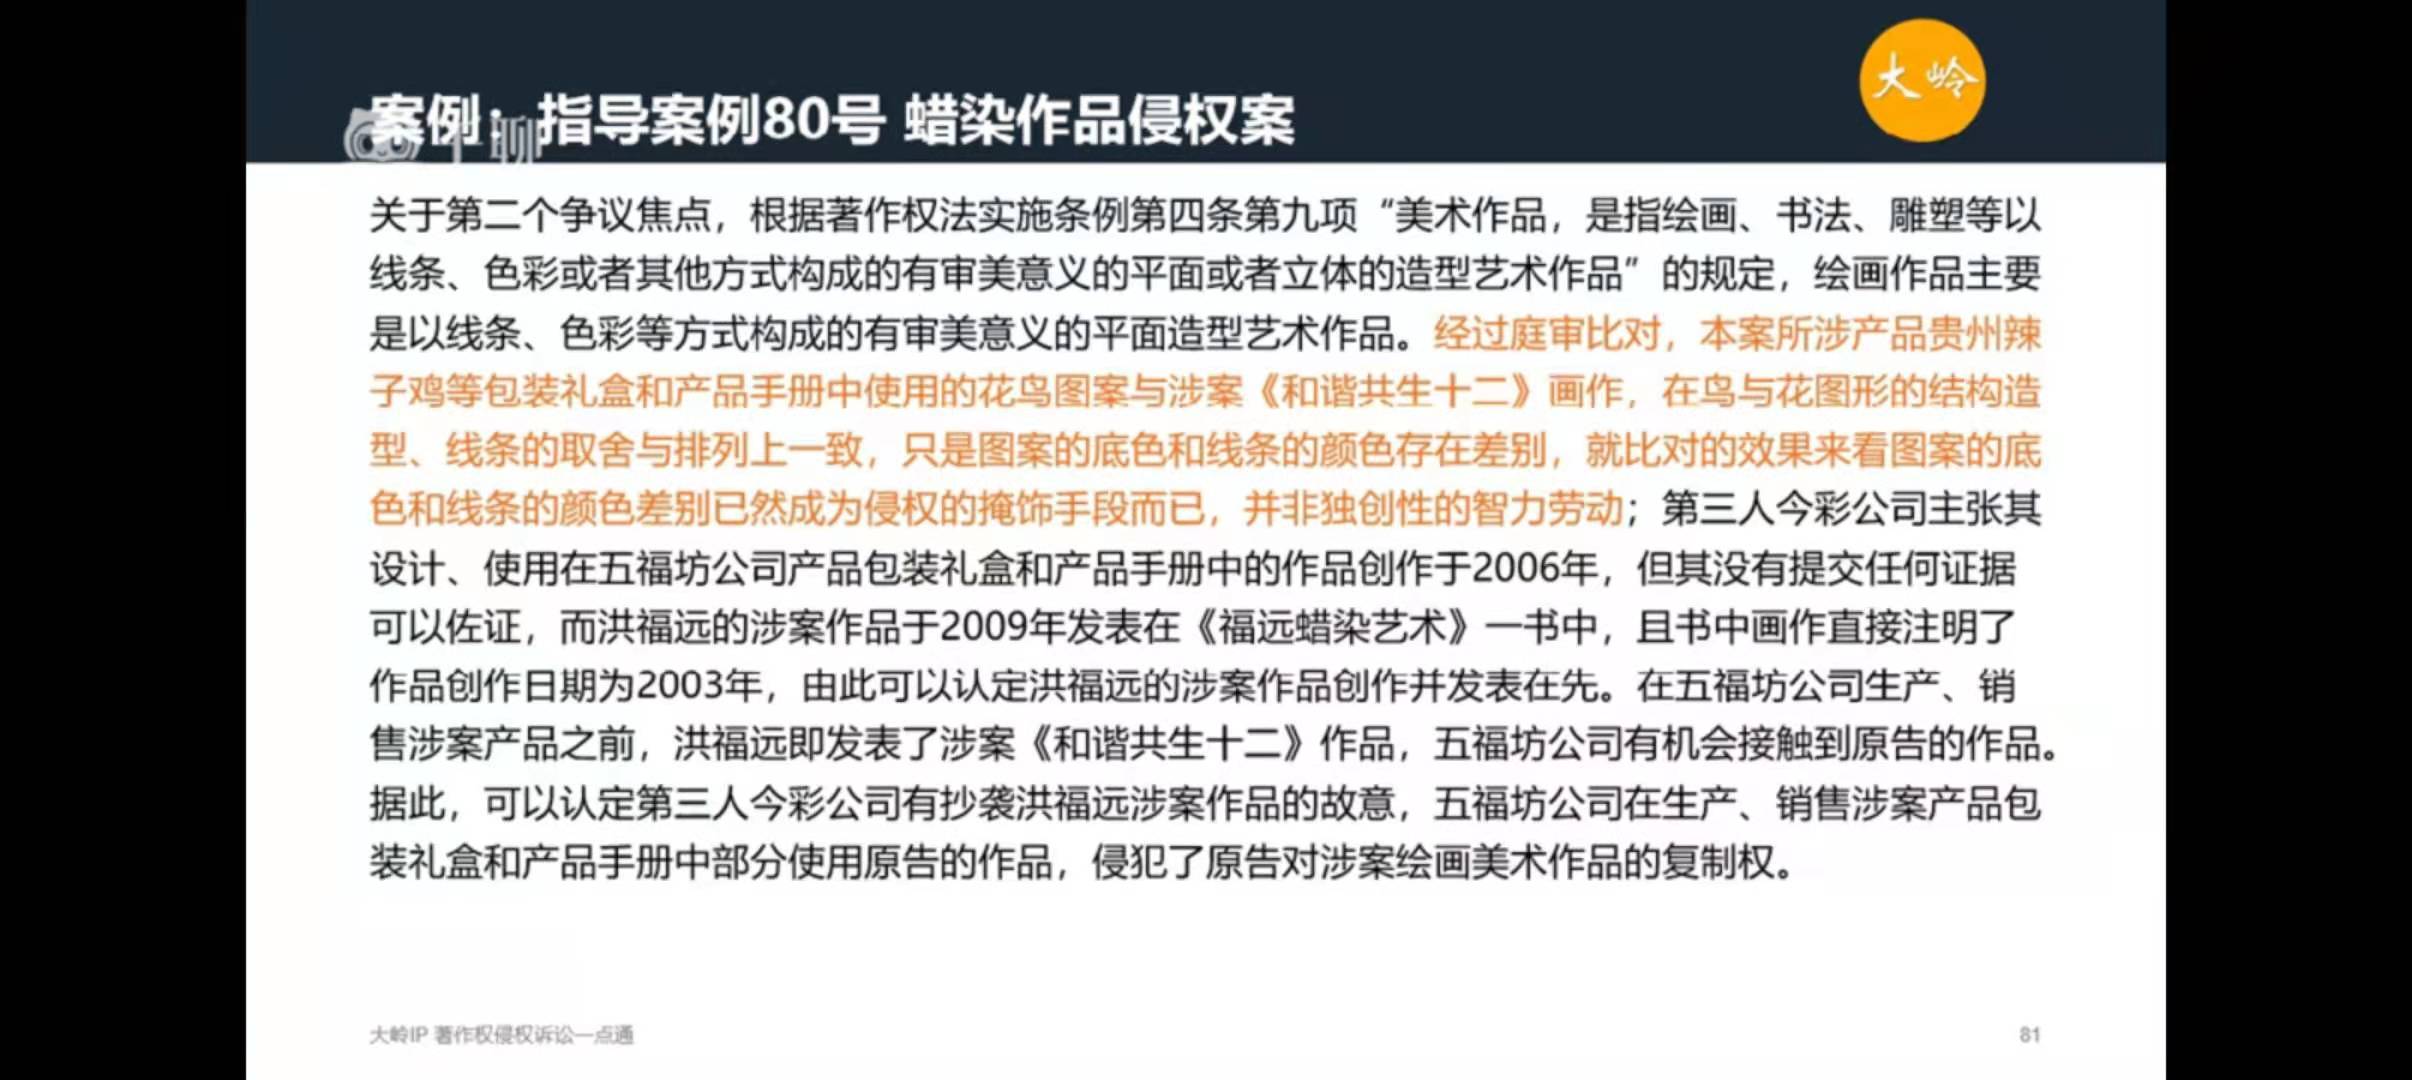 大岭
案例：指导案例80号 蜡染作品侵权案
千聊
关于第二个争议焦点，根据著作权法实施条例第四条第九项“美术作品，是指绘画、书法、雕塑等以
线条、色彩或者其他方式构成的有审美意义的平面或者立体的造型艺术作品”的规定，绘画作品主要
是以线条、色彩等方式构成的有审美意义的平面造型艺术作品。经过庭审比对，本案所涉产品贵州辣
子鸡等包装礼盒和产品手册中使用的花鸟图案与涉案《和谐共生十二》画作，在鸟与花图形的结构造
型、线条的取舍与排列上一致，只是图案的底色和线条的颜色存在差别，就比对的效果来看图案的底
色和线条的颜色差别已然成为侵权的掩饰手段而已，并非独创性的智力劳动；第三人今彩公司主张其
设计、使用在五福坊公司产品包装礼盒和产品手册中的作品创作于2006年，但其没有提交任何证据
可以佐证，而洪福远的涉案作品于2009年发表在《福远蜡染艺术》一书中，且书中画作直接注明了
作品创作日期为2003年，由此可以认定洪福远的涉案作品创作并发表在先。在五福坊公司生产、销
售涉案产品之前，洪福远即发表了涉案《和谐共生十二》作品，五福坊公司有机会接触到原告的作品。
据此，可以认定第三人今彩公司有抄袭洪福远涉案作品的故意，五福坊公司在生产、销售涉案产品包
装礼盒和产品手册中部分使用原告的作品，侵犯了原告对涉案绘画美术作品的复制权。
大岭IP 著作权侵权诉讼一点通
81